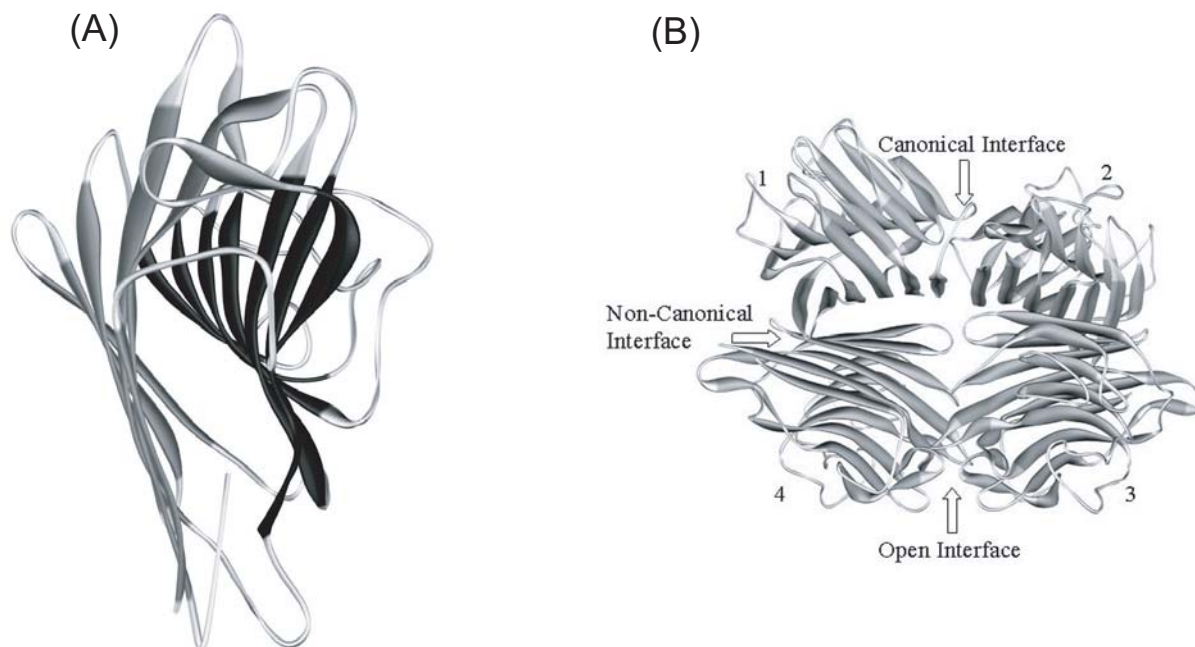 (A)
(B)
Canonical Interface
1
2
Non-Canonical
Interface
4
3
Open Interface